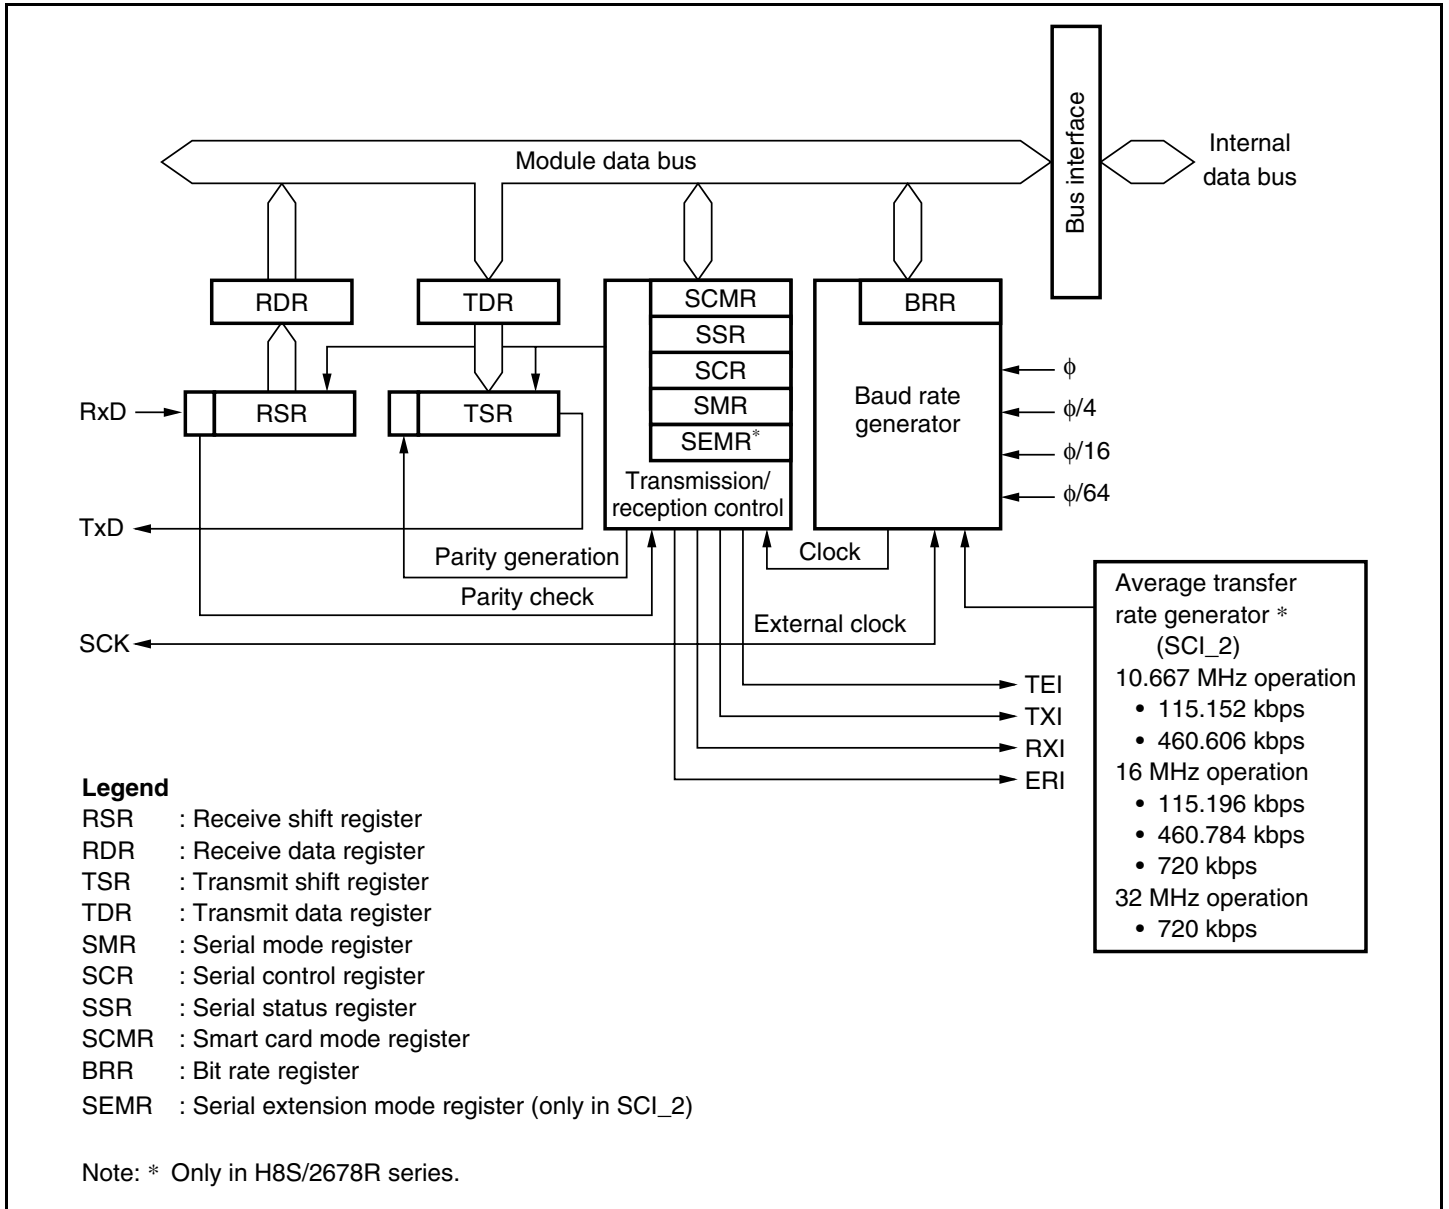 Module data bus
Bus interface
Internal
data bus
RDR
TDR
SCMR
SSR
SCR
SMR
SEMR*
Transmission/
reception control
BRR
Baud rate
generator
ϕ
ϕ/4
ϕ/16
ϕ/64
RxD
RSR
TSR
TxD
Parity generation
Parity check
Clock
External clock
SCK
TEI
TXI
RXI
ERI
Average transfer
rate generator *
(SCI_2)
10.667 MHz operation
• 115.152 kbps
• 460.606 kbps
16 MHz operation
• 115.196 kbps
• 460.784 kbps
• 720 kbps
32 MHz operation
• 720 kbps
Legend
RSR : Receive shift register
RDR : Receive data register
TSR : Transmit shift register
TDR : Transmit data register
SMR : Serial mode register
SCR : Serial control register
SSR : Serial status register
SCMR : Smart card mode register
BRR : Bit rate register
SEMR : Serial extension mode register (only in SCI_2)
Note: * Only in H8S/2678R series.